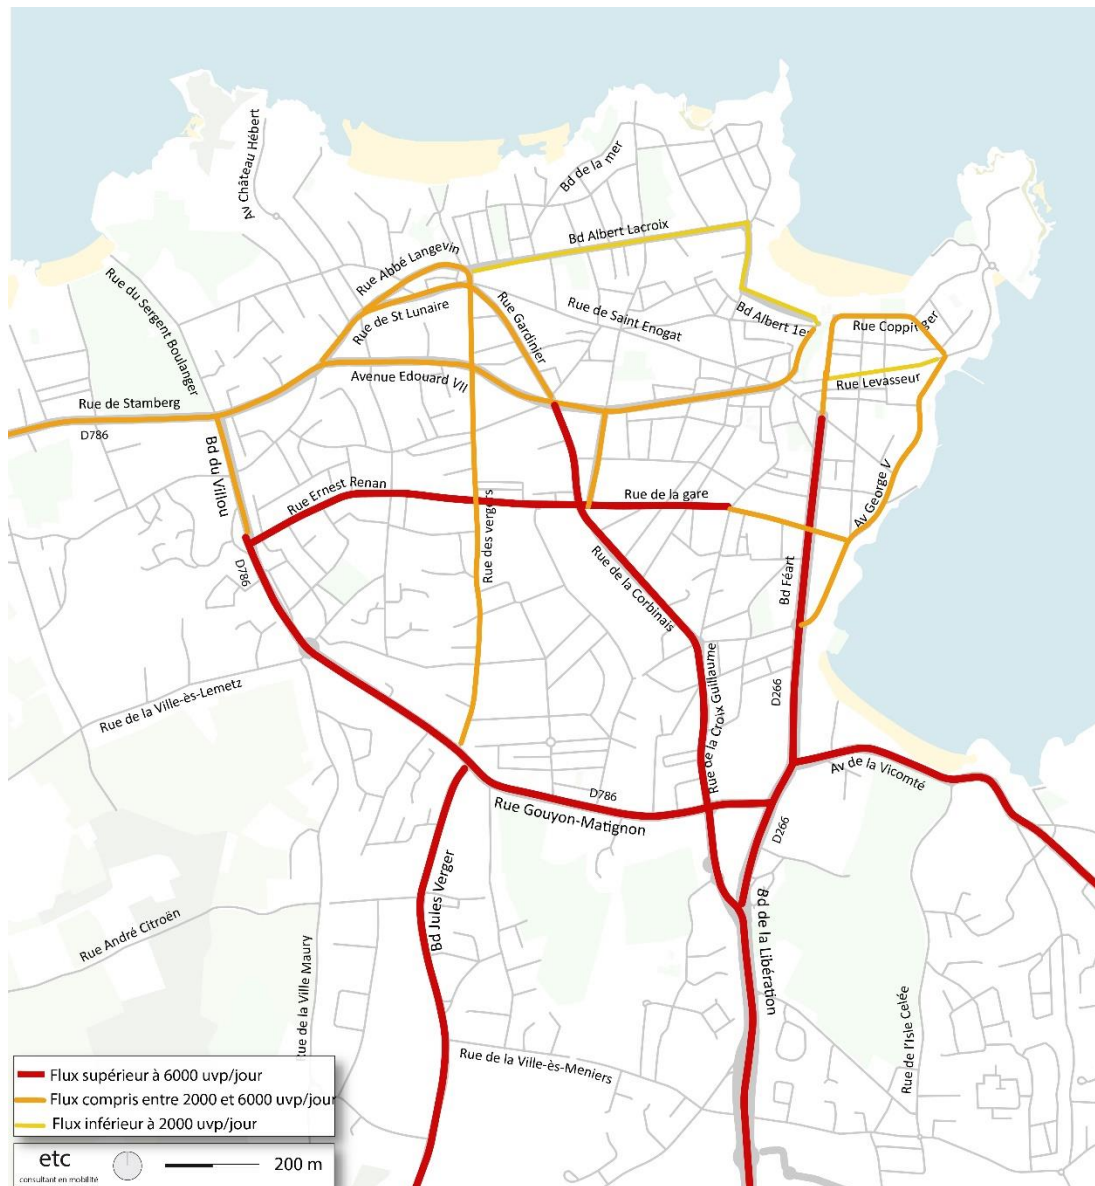 Av Château Hébert
Bd de la mer
Bd Albert Lacroix
Rue Abbé Langevin
Rue du Sergent Boulanger
Rue de St Lunaire
Rue Gardinier
Rue de Saint Enogat
Bd Albert 1er
Rue Coppinger
Avenue Edouard VII
Rue Levasseur
Rue de Stamberg
D786
Bd du Villou
Rue Ernest Renan
Rue des vergers
Rue de la gare
Av George V
D786
Rue de la Corbinais
Bd Féart
Rue de la Ville-ès-Lemetz
Rue de la Croix Guillaume
D266
Av de la Vicomté
D786
Rue Gouyon-Matignon
D266
Bd Jules Verger
Rue André Citroën
Bd de la Libération
Rue de la Ville Maury
Rue de l'Isle Celée
Rue de la Ville-ès-Meniers
Flux supérieur à 6000 uvp/jour
Flux compris entre 2000 et 6000 uvp/jour
Flux inférieur à 2000 uvp/jour
etc
consultant en mobilité
200 m